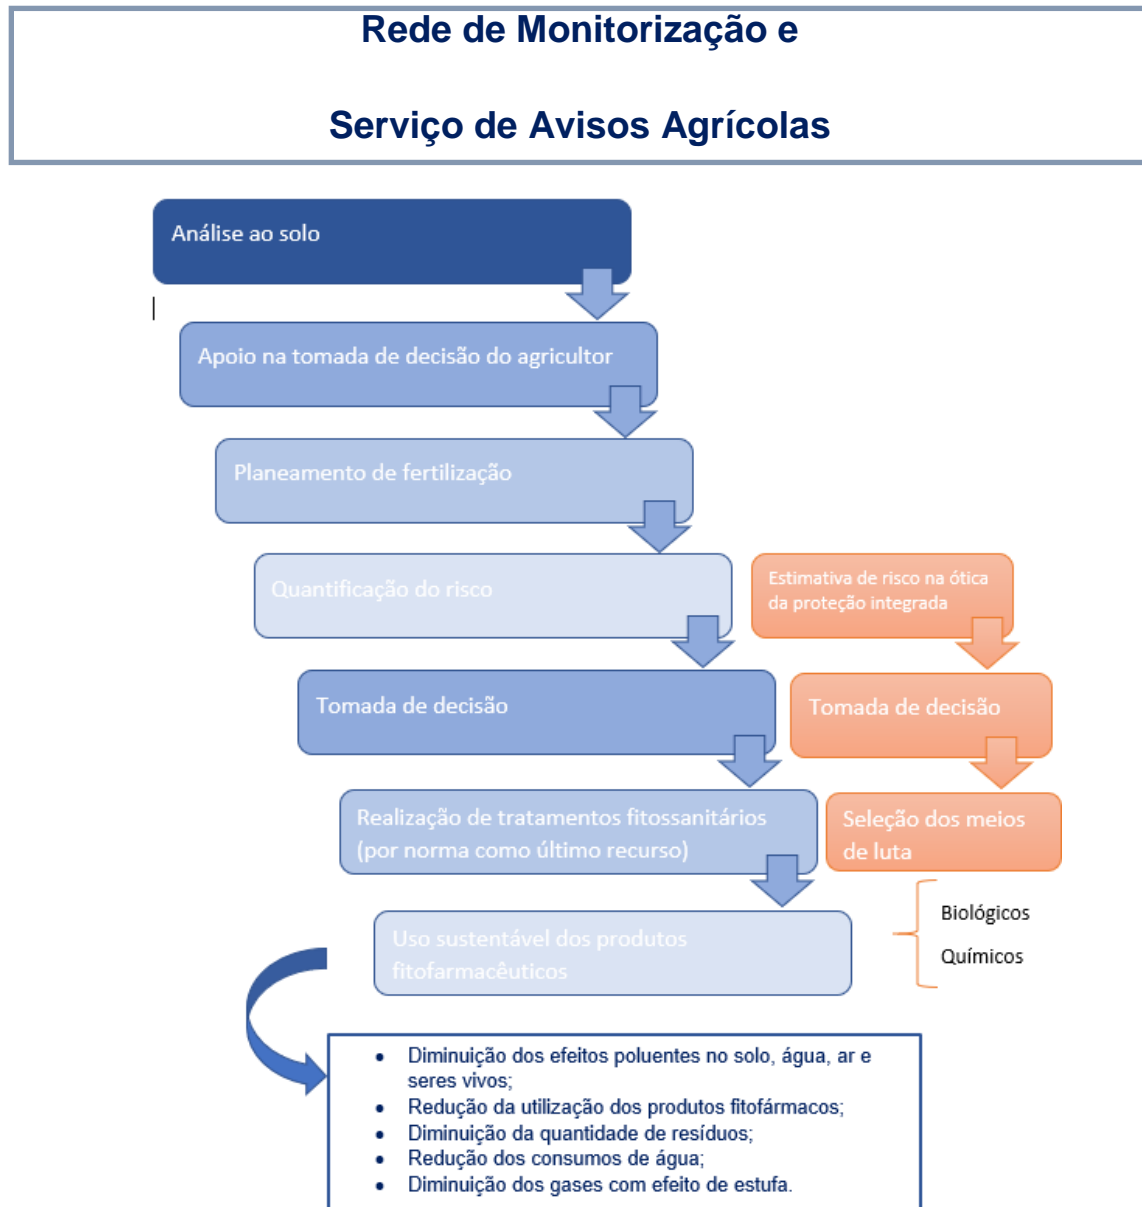 Rede de Monitorização e
Serviço de Avisos Agrícolas
Análise ao solo
Apoio na tomada de decisão do agricultor
Planeamento de fertilização
Quantificação do risco
Estimativa de risco na ótica
da proteção integrada
Tomada de decisão
Tomada de decisão
Realização de tratamentos fitossanitários
(por norma como último recurso)
Seleção dos meios
de luta
Biológicos
Químicos
Uso sustentável dos produtos
fitofarmacêuticos
• Diminuição dos efeitos poluentes no solo, água, ar e
seres vivos;
• Redução da utilização dos produtos fitofármacos;
• Diminuição da quantidade de resíduos;
• Redução dos consumos de água;
• Diminuição dos gases com efeito de estufa.